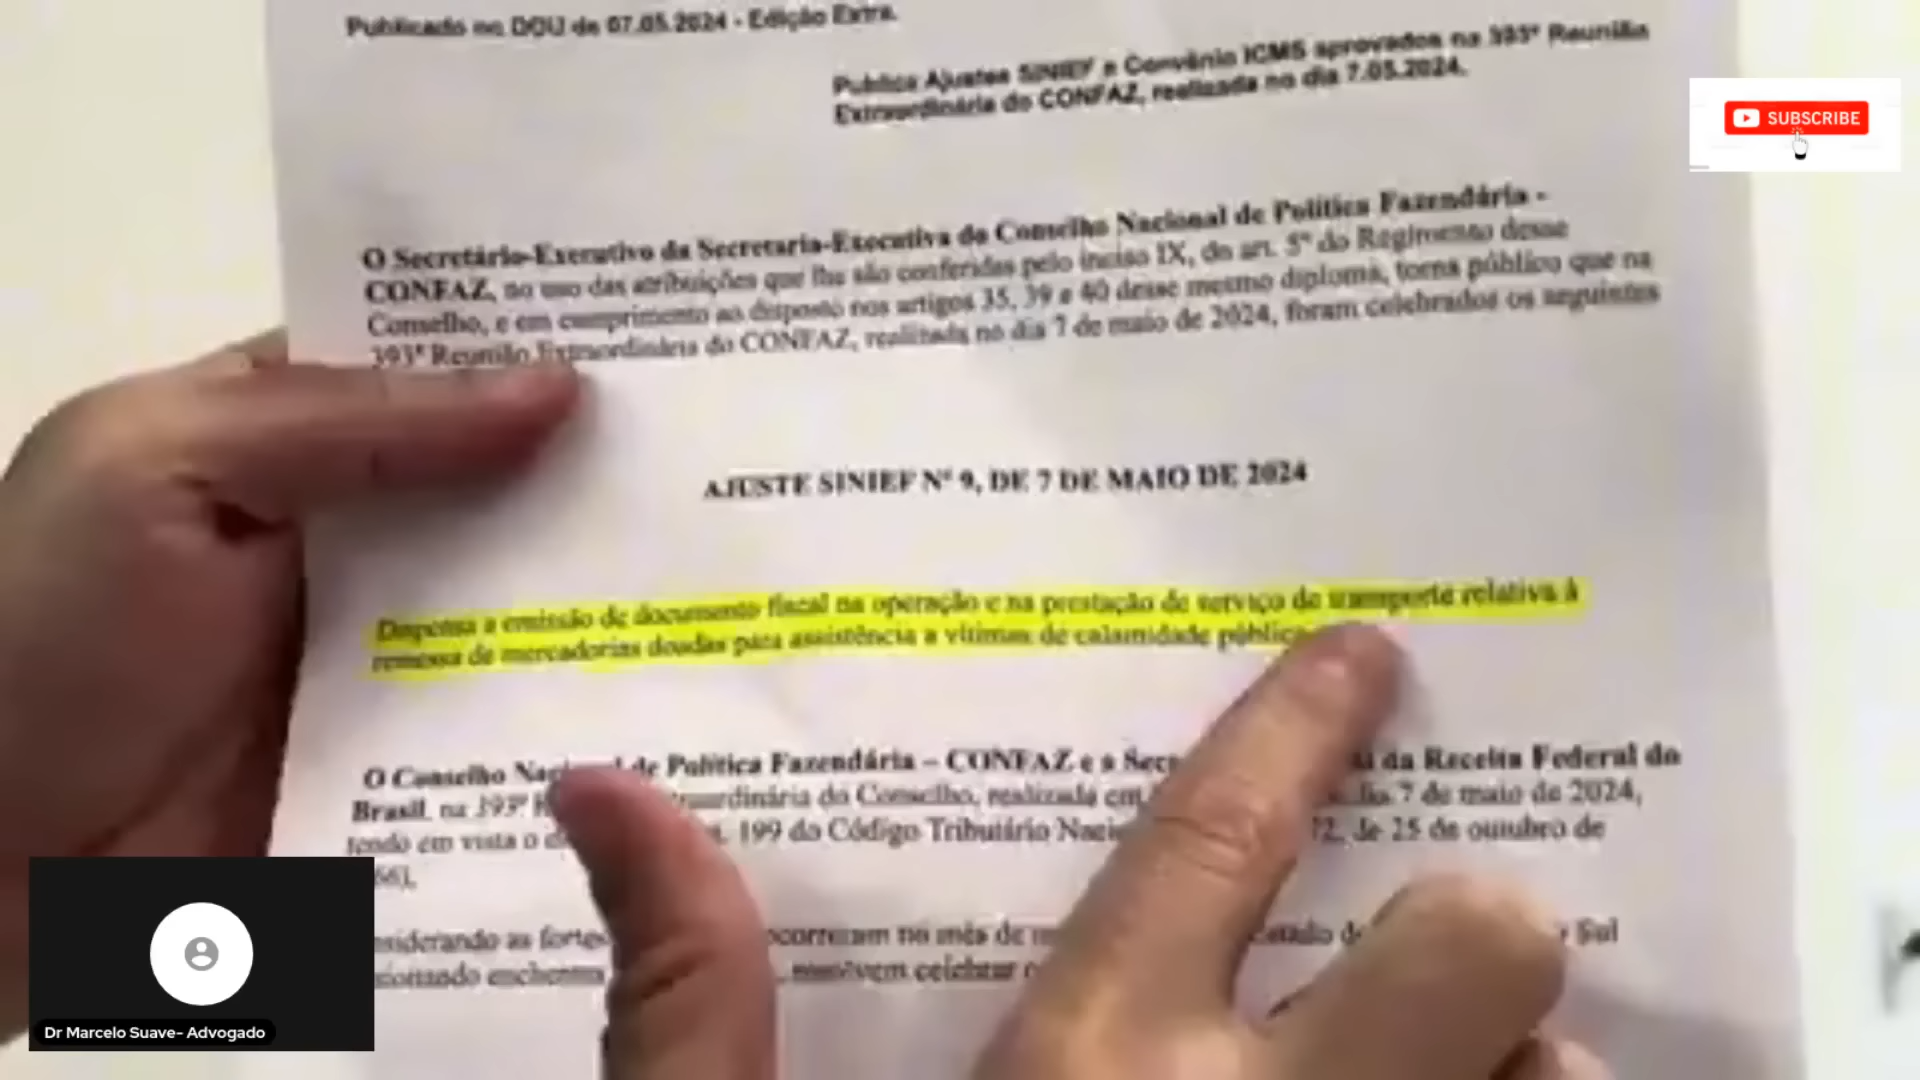 Publicado no DOU de 07.05.2024 - Edição Extra.
Publica Ajustes SINIEF e Convênio ICMS aprovados na 393ª Reunião
Extraordinária do CONFAZ, realizada no dia 7.05.2024.
SUBSCRIBE
O Secretário-Executivo da Secretaria-Executiva do Conselho Nacional de Política Fazendária -
CONFAZ, no uso das atribuições que lhe são conferidas pelo inciso IX, do art. 5º do Regimento desse
Conselho, e em cumprimento ao disposto nos artigos 35, 39 e 40 desse mesmo diploma, torna público que na
393ª Reunião Extraordinária do CONFAZ, realizada no dia 7 de maio de 2024, foram celebrados os seguintes
AJUSTE SINIEF Nº 9, DE 7 DE MAIO DE 2024
Dispensa a emissão de documento fiscal na operação e na prestação de serviço de transporte relativa à
remessa de mercadorias doadas para assistência a vítimas de calamidade pública
O Conselho de Política Fazendária – CONFAZ e a da Receita Federal do
Brasil, na 393ª do Conselho, realizada em 7 de maio de 2024,
tendo em vista o 199 do Código Tributário de 25 de outubro de
66),
as no mês de Sul
celebrar
Dr Marcelo Suave- Advogado